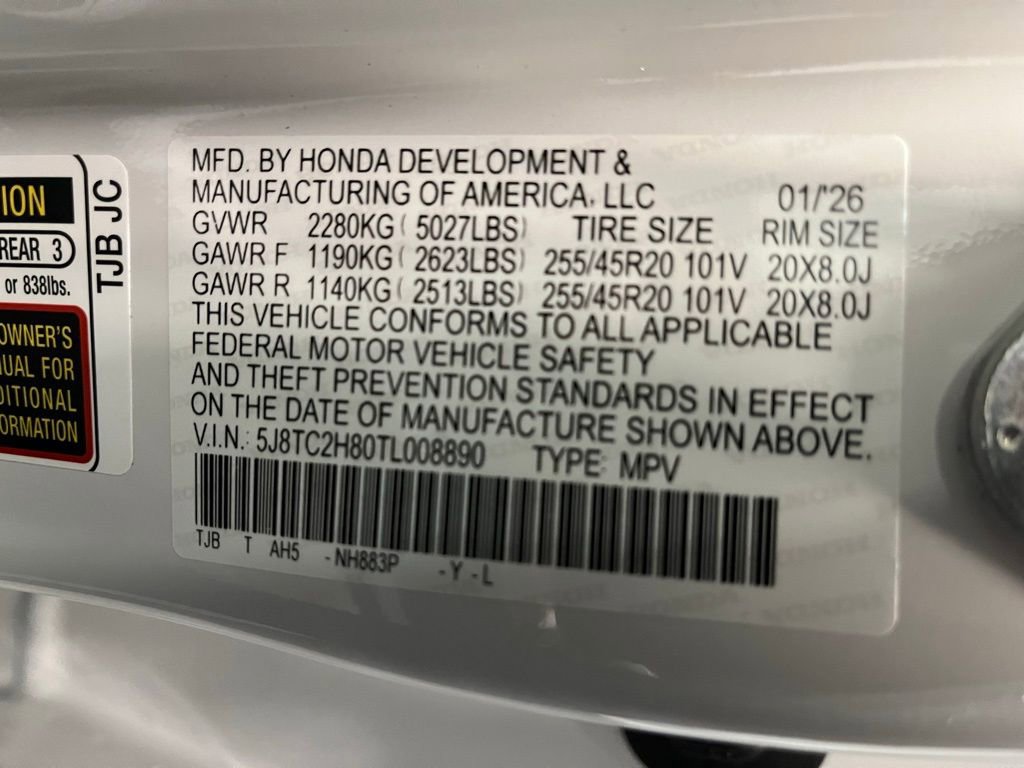 ION
REAR 3
or 838lbs.
OWNER'S
UAL FOR
DITIONAL
FORMATION
TJB JC
MFD. BY HONDA DEVELOPMENT &
MANUFACTURING OF AMERICA, LLC 01/'26
GVWR 2280KG ( 5027LBS) TIRE SIZE RIM SIZE
GAWR F 1190KG ( 2623LBS) 255/45R20 101V 20X8.0J
GAWR R 1140KG ( 2513LBS) 255/45R20 101V 20X8.0J
THIS VEHICLE CONFORMS TO ALL APPLICABLE
FEDERAL MOTOR VEHICLE SAFETY
AND THEFT PREVENTION STANDARDS IN EFFECT
ON THE DATE OF MANUFACTURE SHOWN ABOVE.
V.I.N.: 5J8TC2H80TL008890 TYPE: MPV
TJB T AH5 -NH883P -Y-L